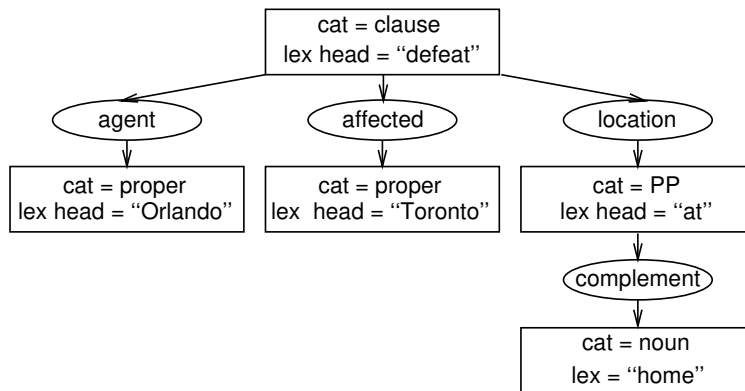 cat = clause
lex head = “defeat”
agent
affected
location
cat = proper
lex head = “Orlando”
cat = proper
lex head = “Toronto”
cat = PP
lex head = “at”
complement
cat = noun
lex = “home”